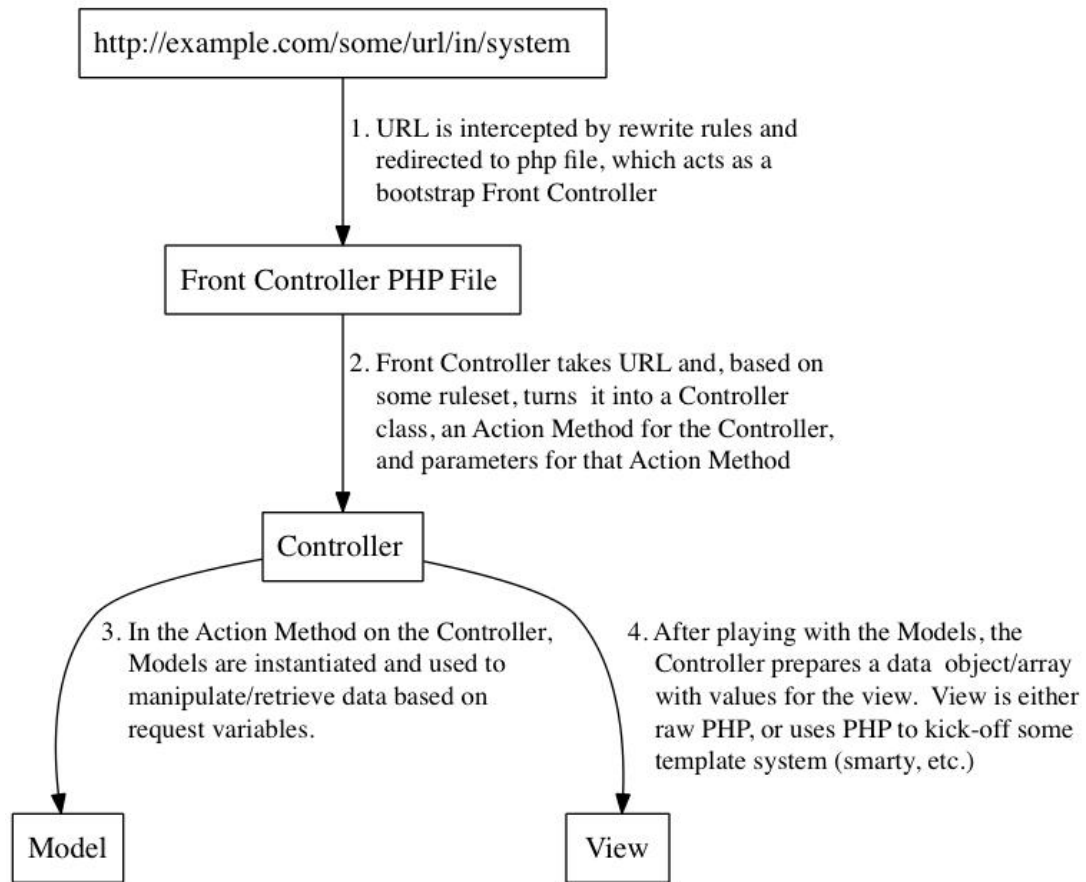 http://example.com/some/url/in/system
1. URL is intercepted by rewrite rules and
redirected to php file, which acts as a
bootstrap Front Controller
Front Controller PHP File
2. Front Controller takes URL and, based on
some ruleset, turns it into a Controller
class, an Action Method for the Controller,
and parameters for that Action Method
Controller
3. In the Action Method on the Controller,
Models are instantiated and used to
manipulate/retrieve data based on
request variables.
4. After playing with the Models, the
Controller prepares a data object/array
with values for the view. View is either
raw PHP, or uses PHP to kick-off some
template system (smarty, etc.)
Model
View